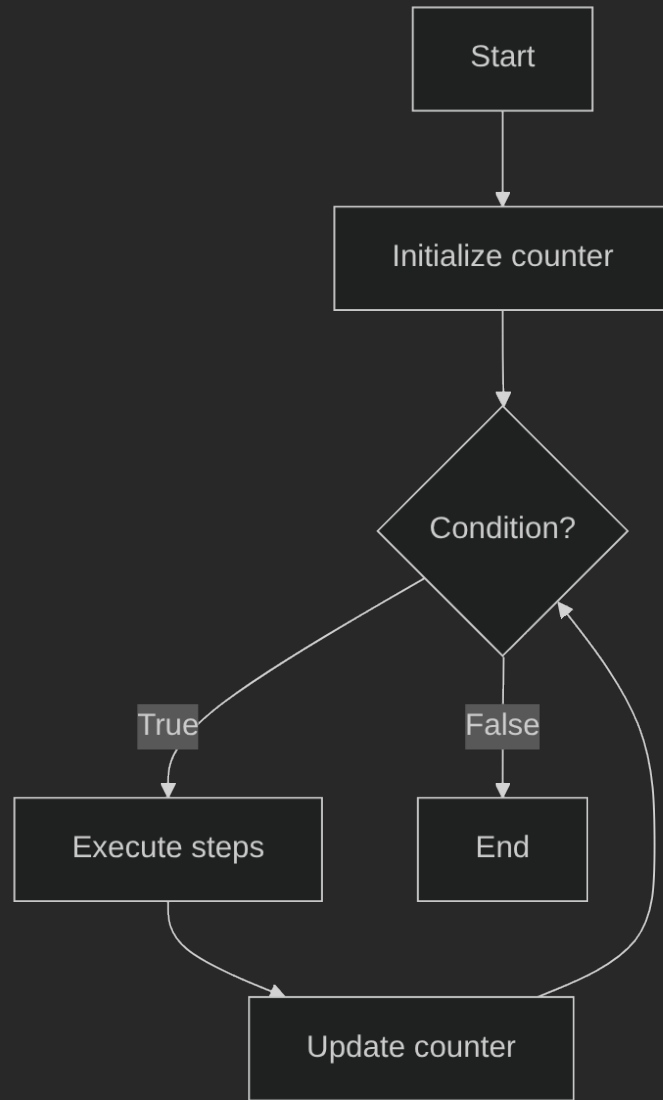 Start
Initialize counter
Condition?
True
False
Execute steps
End
Update counter